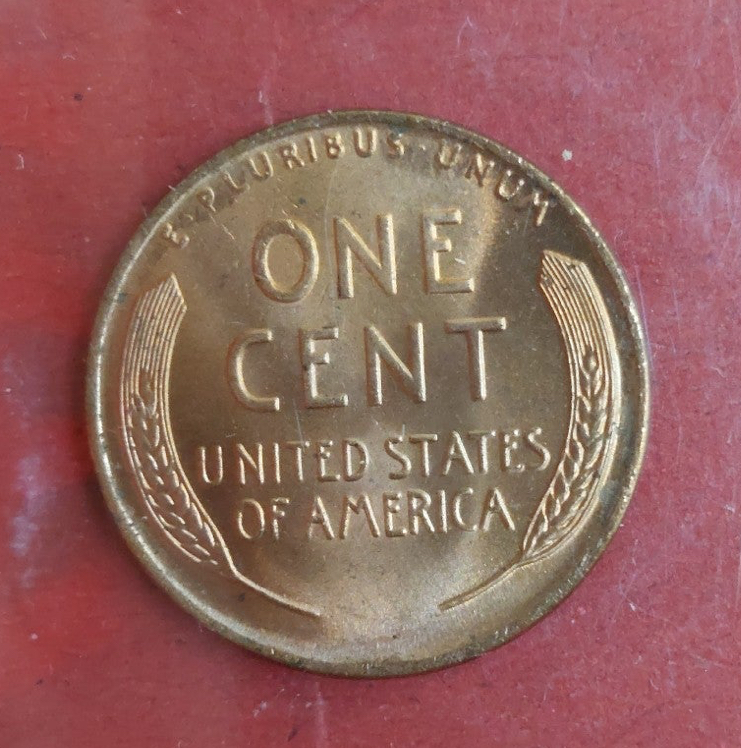 E·PLURIBUS·UNUM
ONE
CENT
UNITED STATES
OF AMERICA